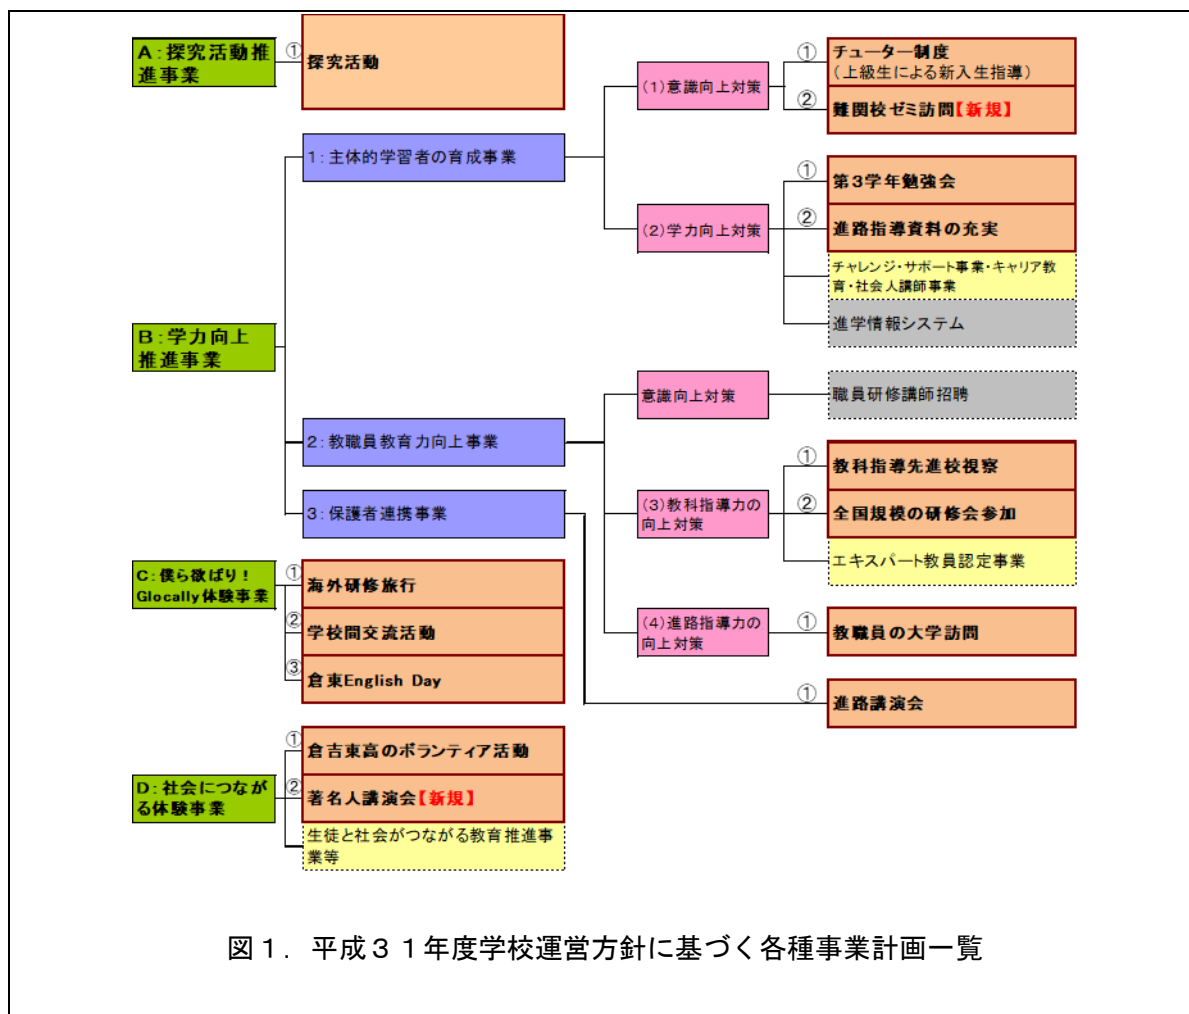 A:探究活動推
進事業
①
探究活動
B:学力向上
推進事業
1:主体的学習者の育成事業
(1)意識向上対策
①
チューター制度
(上級生による新入生指導)
②
難関校ゼミ訪問【新規】
(2)学力向上対策
①
第3学年勉強会
②
進路指導資料の充実
チャレンジ・サポート事業・キャリア教
育・社会人講師事業
進学情報システム
2:教職員教育力向上事業
意識向上対策
職員研修講師招聘
(3)教科指導力の
向上対策
①
教科指導先進校視察
②
全国規模の研修会参加
エキスパート教員認定事業
(4)進路指導力の
向上対策
①
教職員の大学訪問
3:保護者連携事業
①
進路講演会
C:僕ら欲ばり!
Glocally体験事業
①
海外研修旅行
②
学校間交流活動
③
倉東English Day
D:社会につなが
る体験事業
①
倉吉東高のボランティア活動
②
著名人講演会【新規】
生徒と社会がつながる教育推進事
業等
図1. 平成31年度学校運営方針に基づく各種事業計画一覧